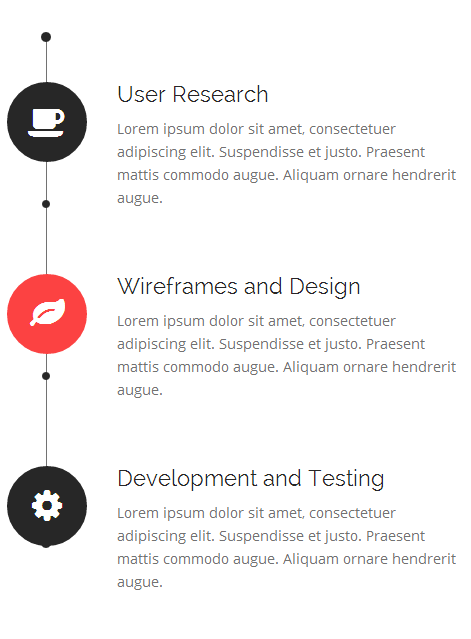 User Research
Lorem ipsum dolor sit amet, consectetuer
adipiscing elit. Suspendisse et justo. Praesent
mattis commodo augue. Aliquam ornare hendrerit
augue.
Wireframes and Design
Lorem ipsum dolor sit amet, consectetuer
adipiscing elit. Suspendisse et justo. Praesent
mattis commodo augue. Aliquam ornare hendrerit
augue.
Development and Testing
Lorem ipsum dolor sit amet, consectetuer
adipiscing elit. Suspendisse et justo. Praesent
mattis commodo augue. Aliquam ornare hendrerit
augue.